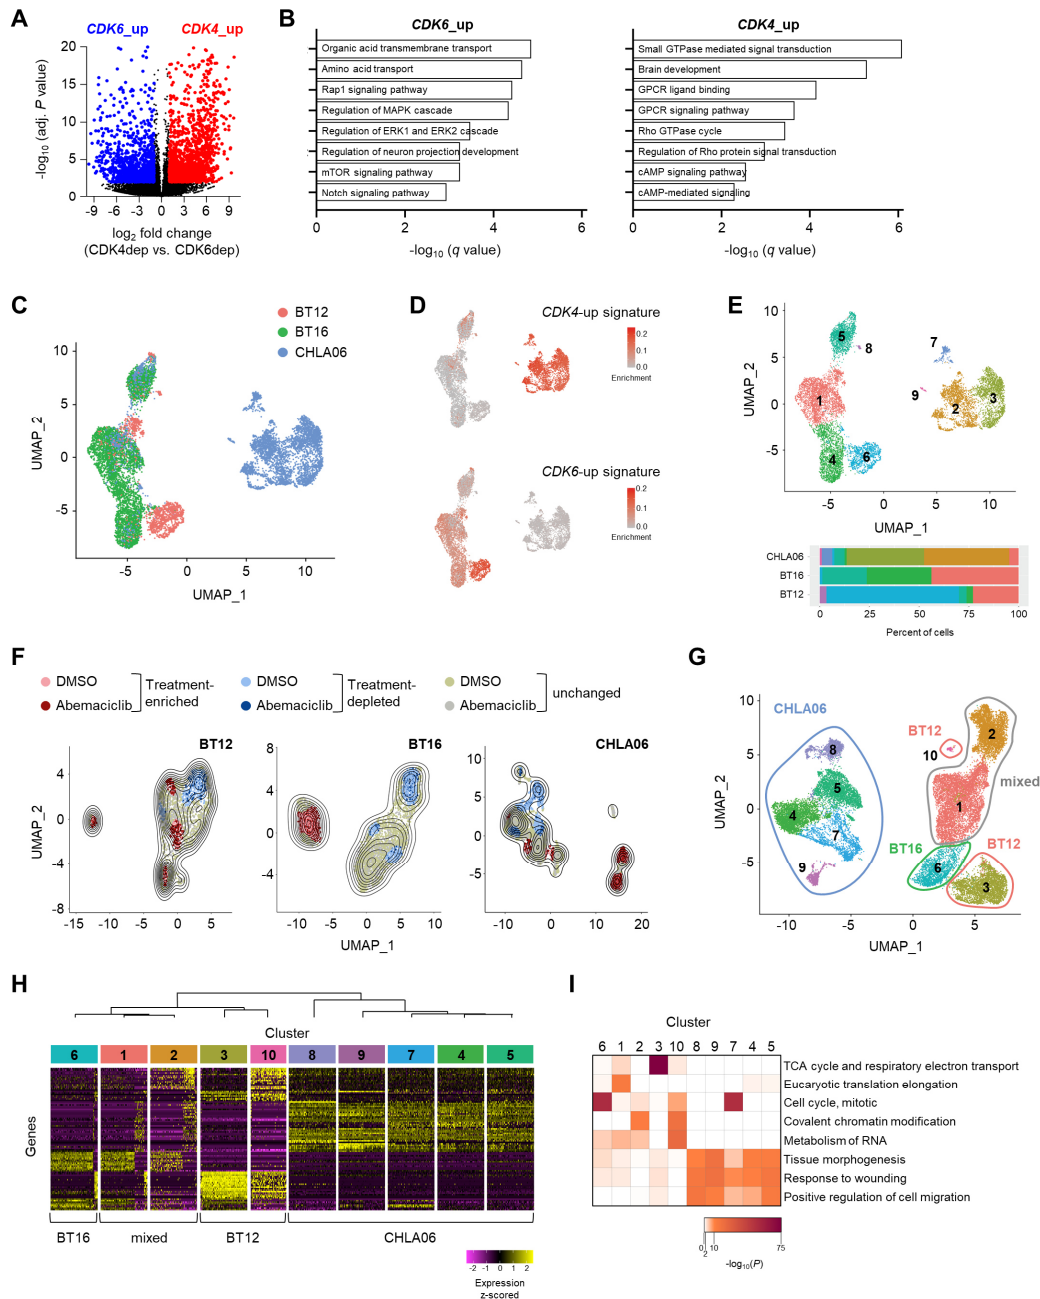 A
CDK6_up
CDK4_up
20
15
10
5
0
-9 -6 -3 0 3 6 9
-log10 (adj. P value)
log2 fold change
(CDK4dep vs. CDK6dep)
B
CDK6_up
Organic acid transmembrane transport
Amino acid transport
Rap1 signaling pathway
Regulation of MAPK cascade
Regulation of ERK1 and ERK2 cascade
Regulation of neuron projection development
mTOR signaling pathway
Notch signaling pathway
0 2 4 6
-log10 (q value)
CDK4_up
Small GTPase mediated signal transduction
Brain development
GPCR ligand binding
GPCR signaling pathway
Rho GTPase cycle
Regulation of Rho protein signal transduction
cAMP signaling pathway
cAMP-mediated signaling
0 2 4 6
-log10 (q value)
C
BT12
BT16
CHLA06
10
5
0
-5
-5 0 5 10
UMAP_2
UMAP_1
D
CDK4-up signature
0.2
0.1
0.0
Enrichment
CDK6-up signature
0.2
0.1
0.0
Enrichment
E
10
5
0
-5
-5 0 5 10
UMAP_2
UMAP_1
5
8
7
9
1
2
3
4
6
CHLA06
BT16
BT12
0 25 50 75 100
Percent of cells
F
DMSO
Abemaciclib
Treatment-
enriched
DMSO
Abemaciclib
Treatment-
depleted
DMSO
Abemaciclib
unchanged
BT12
4
0
-4
-8
-15 -10 -5 0 5
UMAP_2
BT16
8
4
0
-4
-10 -5 0 5 10
UMAP_1
CHLA06
10
5
0
-5
-10 -5 0 5 10 15 20
G
10
5
0
-5
-10 -5 0 5
UMAP_2
UMAP_1
CHLA06
BT12
mixed
BT16
BT12
8
5
4
7
9
10
2
1
6
3
H
Cluster
6 1 2 3 10 8 9 7 4 5
Genes
BT16 mixed BT12 CHLA06
-2 -1 0 1 2
Expression
z-scored
I
Cluster
6 1 2 3 10 8 9 7 4 5
TCA cycle and respiratory electron transport
Eucaryotic translation elongation
Cell cycle, mitotic
Covalent chromatin modification
Metabolism of RNA
Tissue morphogenesis
Response to wounding
Positive regulation of cell migration
0 2 10 75
-log10(P)